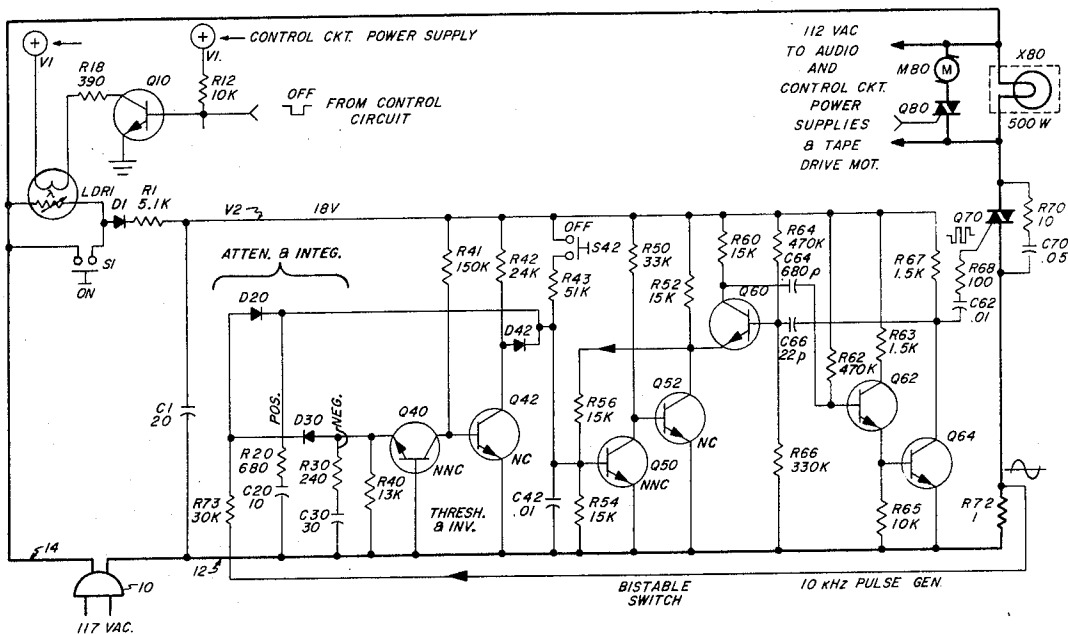 +
V1
R18
390
Q10
+
V1.
CONTROL CKT. POWER SUPPLY
R12
10K
OFF
FROM CONTROL
CIRCUIT
112 VAC
TO AUDIO
AND
CONTROL CKT.
POWER
SUPPLIES
& TAPE
DRIVE MOT.
M80
M
Q80
X80
500 W
λ
LDR1
D1
R1
5.1K
S1
ON
V2
18V
ATTEN. & INTEG.
D20
POS.
NEG.
D30
C1
20
R20
680
C20
10
R30
240
C30
30
R73
30K
R40
13K
Q40
NNC
THRESH.
& INV.
R41
150K
R42
24K
D42
Q42
NC
OFF
S42
R43
51K
C42
.01
R50
33K
R52
15K
R56
15K
R54
15K
Q50
NNC
Q52
NC
R60
15K
Q60
R64
470K
C64
680p
C66
22p
R66
330K
R62
470K
R63
1.5K
R67
1.5K
Q62
R65
10K
Q64
Q70
R68
100
C62
.01
R70
10
C70
.05
R72
1
14
12
10
117 VAC.
BISTABLE
SWITCH
10 KHz PULSE GEN.